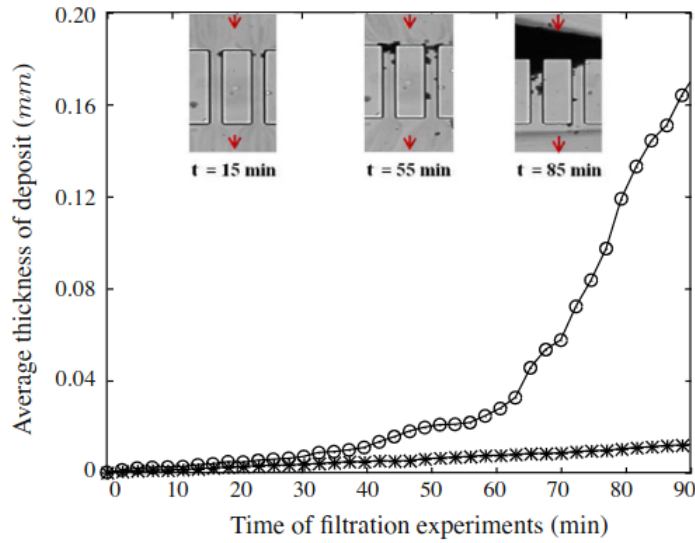 0.20
0.16
0.12
0.08
0.04
0
Average thickness of deposit (mm)
t = 15 min
t = 55 min
t = 85 min
0 10 20 30 40 50 60 70 80 90
Time of filtration experiments (min)